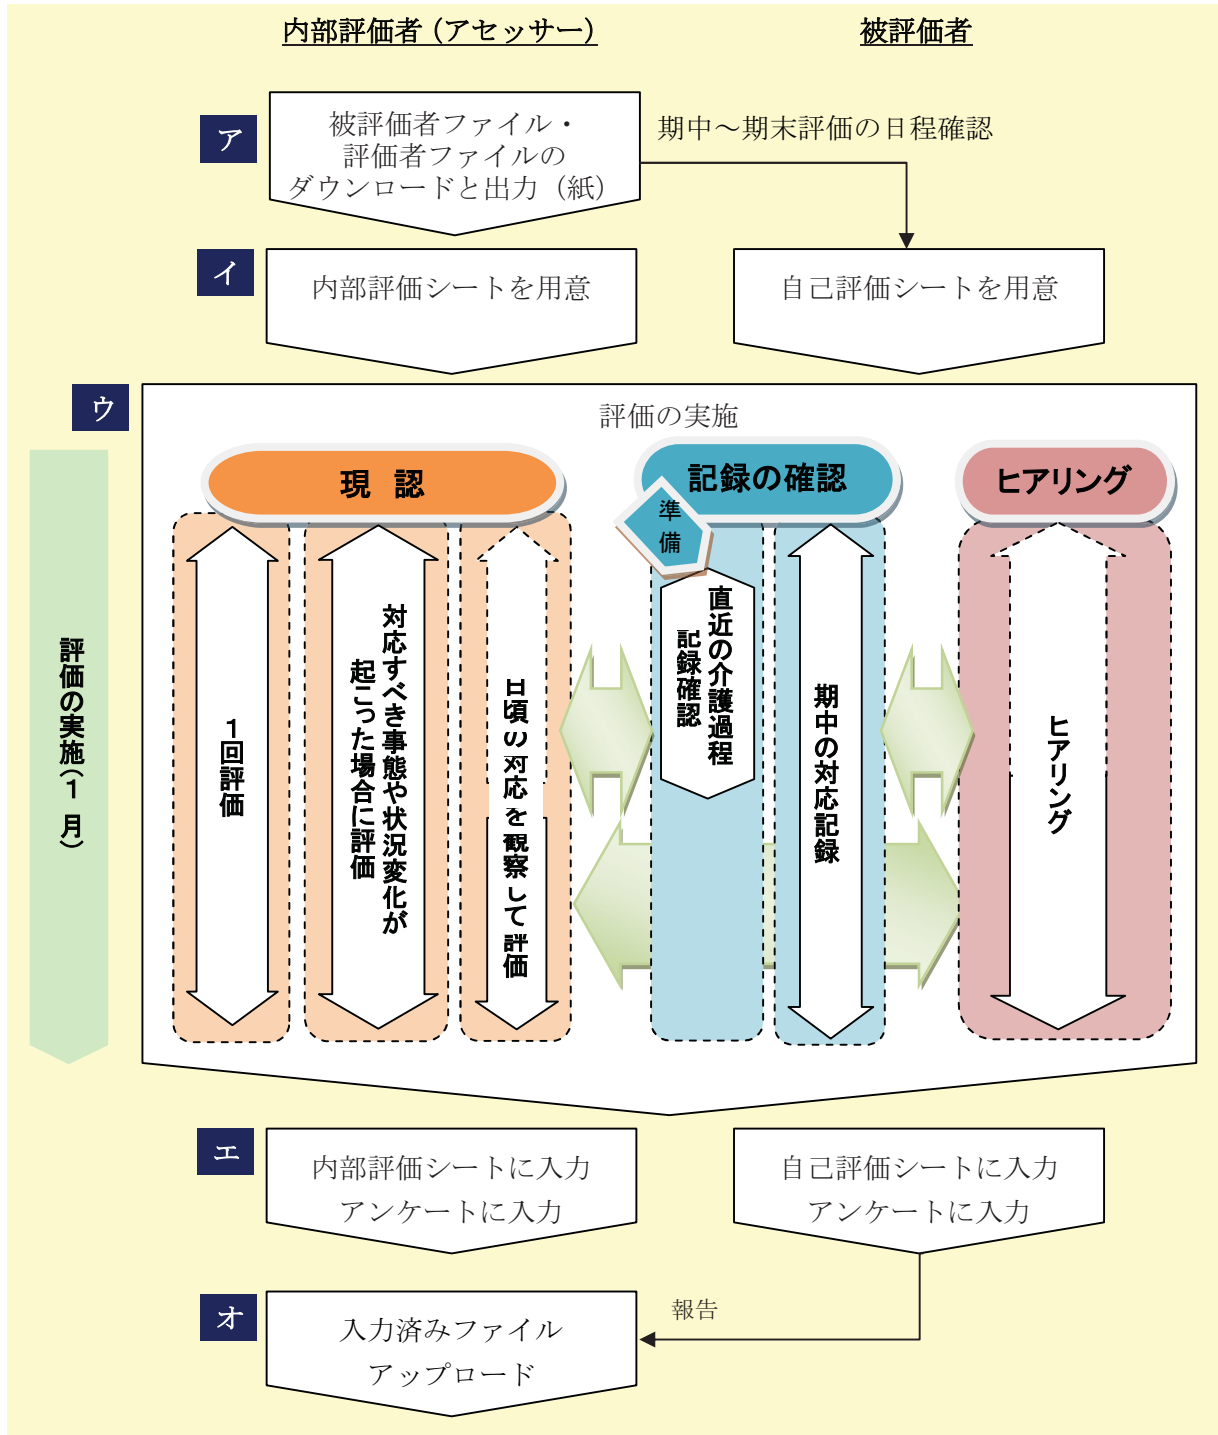 内部評価者（アセッサー）
被評価者
ア
被評価者ファイル・
評価者ファイルの
ダウンロードと出力（紙）
期中～期末評価の日程確認
イ
内部評価シートを用意
自己評価シートを用意
ウ
評価の実施
現 認
記録の確認
ヒアリング
準
備
評価の実施（１月）
１回評価
対応すべき事態や状況変化が
起こった場合に評価
日頃の対応を観察して評価
直近の介護過程
記録確認
期中の対応記録
ヒアリング
エ
内部評価シートに入力
アンケートに入力
自己評価シートに入力
アンケートに入力
オ
入力済みファイル
アップロード
報告